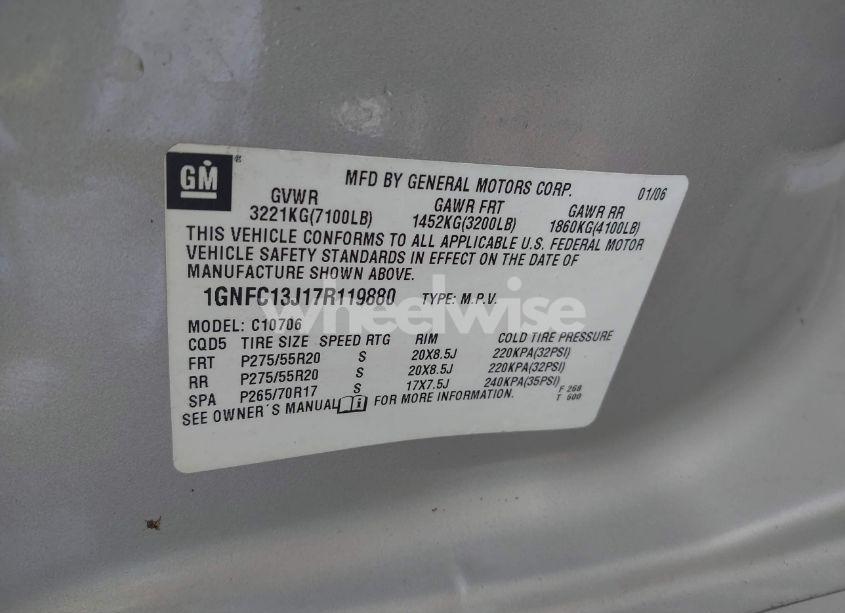 GM
MFD BY GENERAL MOTORS CORP. 01/06
GVWR GAWR FRT GAWR RR
3221KG(7100LB) 1452KG(3200LB) 1860KG(4100LB)
THIS VEHICLE CONFORMS TO ALL APPLICABLE U.S. FEDERAL MOTOR
VEHICLE SAFETY STANDARDS IN EFFECT ON THE DATE OF
MANUFACTURE SHOWN ABOVE.
1GNFC13J17R119880 TYPE: M.P.V.
wheelwise
MODEL: C10706
CQD5 TIRE SIZE SPEED RTG RIM COLD TIRE PRESSURE
FRT P275/55R20 S 20X8.5J 220KPA(32PSI)
RR P275/55R20 S 20X8.5J 220KPA(32PSI)
SPA P265/70R17 S 17X7.5J 240KPA(35PSI)
SEE OWNER'S MANUAL FOR MORE INFORMATION.
F 268
T 600